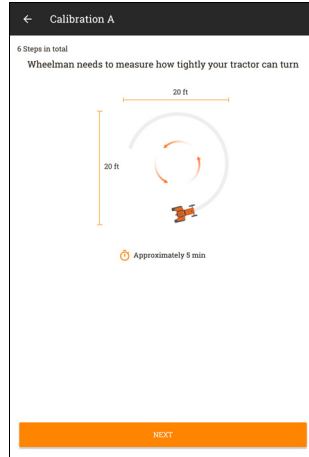 Calibration A
6 Steps in total
Wheelman needs to measure how tightly your tractor can turn
20 ft
20 ft
Approximately 5 min
NEXT